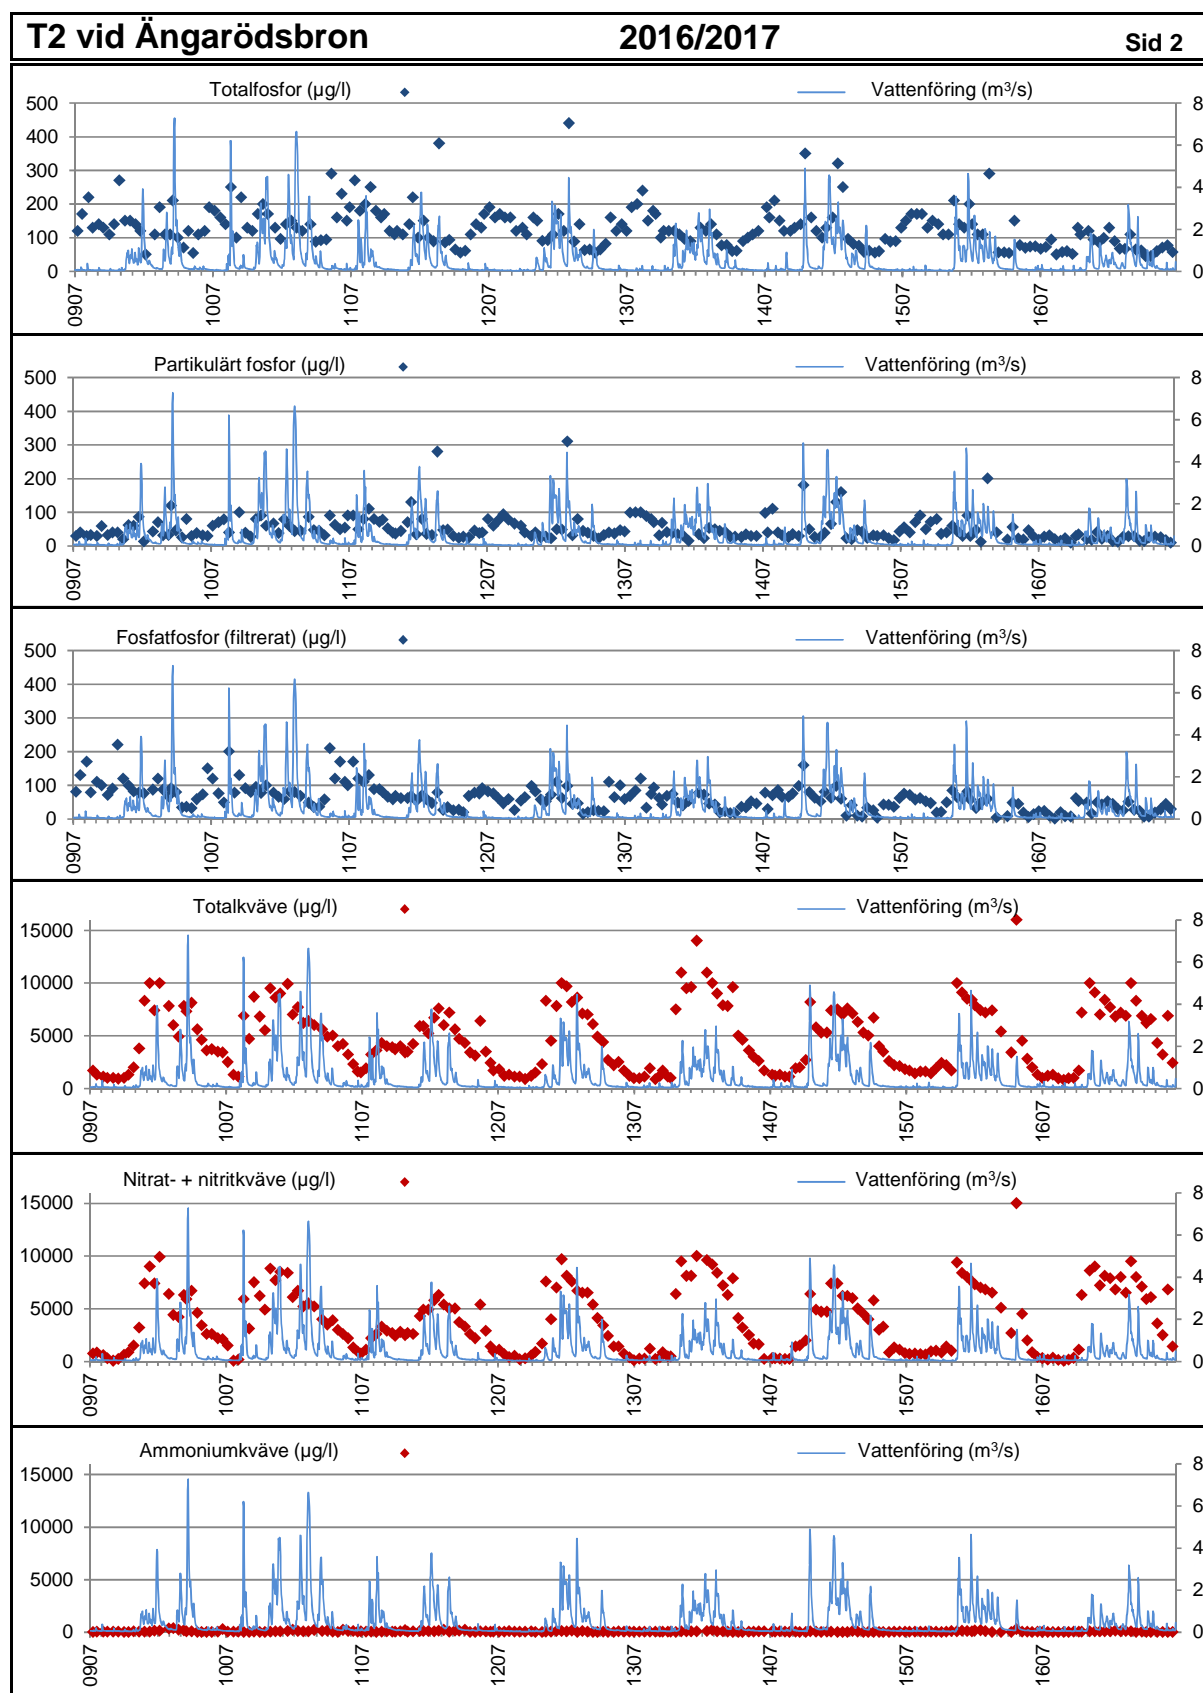 T2 vid Ängarödsbron 2016/2017 Sid 2
Totalfosfor (µg/l) Vattenföring (m³/s)
500 8
400 6
300
200 4
100 2
0 0
0907 1007 1107 1207 1307 1407 1507 1607
Partikulärt fosfor (µg/l) Vattenföring (m³/s)
500 8
400 6
300
200 4
100 2
0 0
0907 1007 1107 1207 1307 1407 1507 1607
Fosfatfosfor (filtrerat) (µg/l) Vattenföring (m³/s)
500 8
400 6
300
200 4
100 2
0 0
0907 1007 1107 1207 1307 1407 1507 1607
Totalkväve (µg/l) Vattenföring (m³/s)
15000 8
10000 6
4
5000 2
0 0
0907 1007 1107 1207 1307 1407 1507 1607
Nitrat- + nitritkväve (µg/l) Vattenföring (m³/s)
15000 8
10000 6
4
5000 2
0 0
0907 1007 1107 1207 1307 1407 1507 1607
Ammoniumkväve (µg/l) Vattenföring (m³/s)
15000 8
10000 6
4
5000 2
0 0
0907 1007 1107 1207 1307 1407 1507 1607